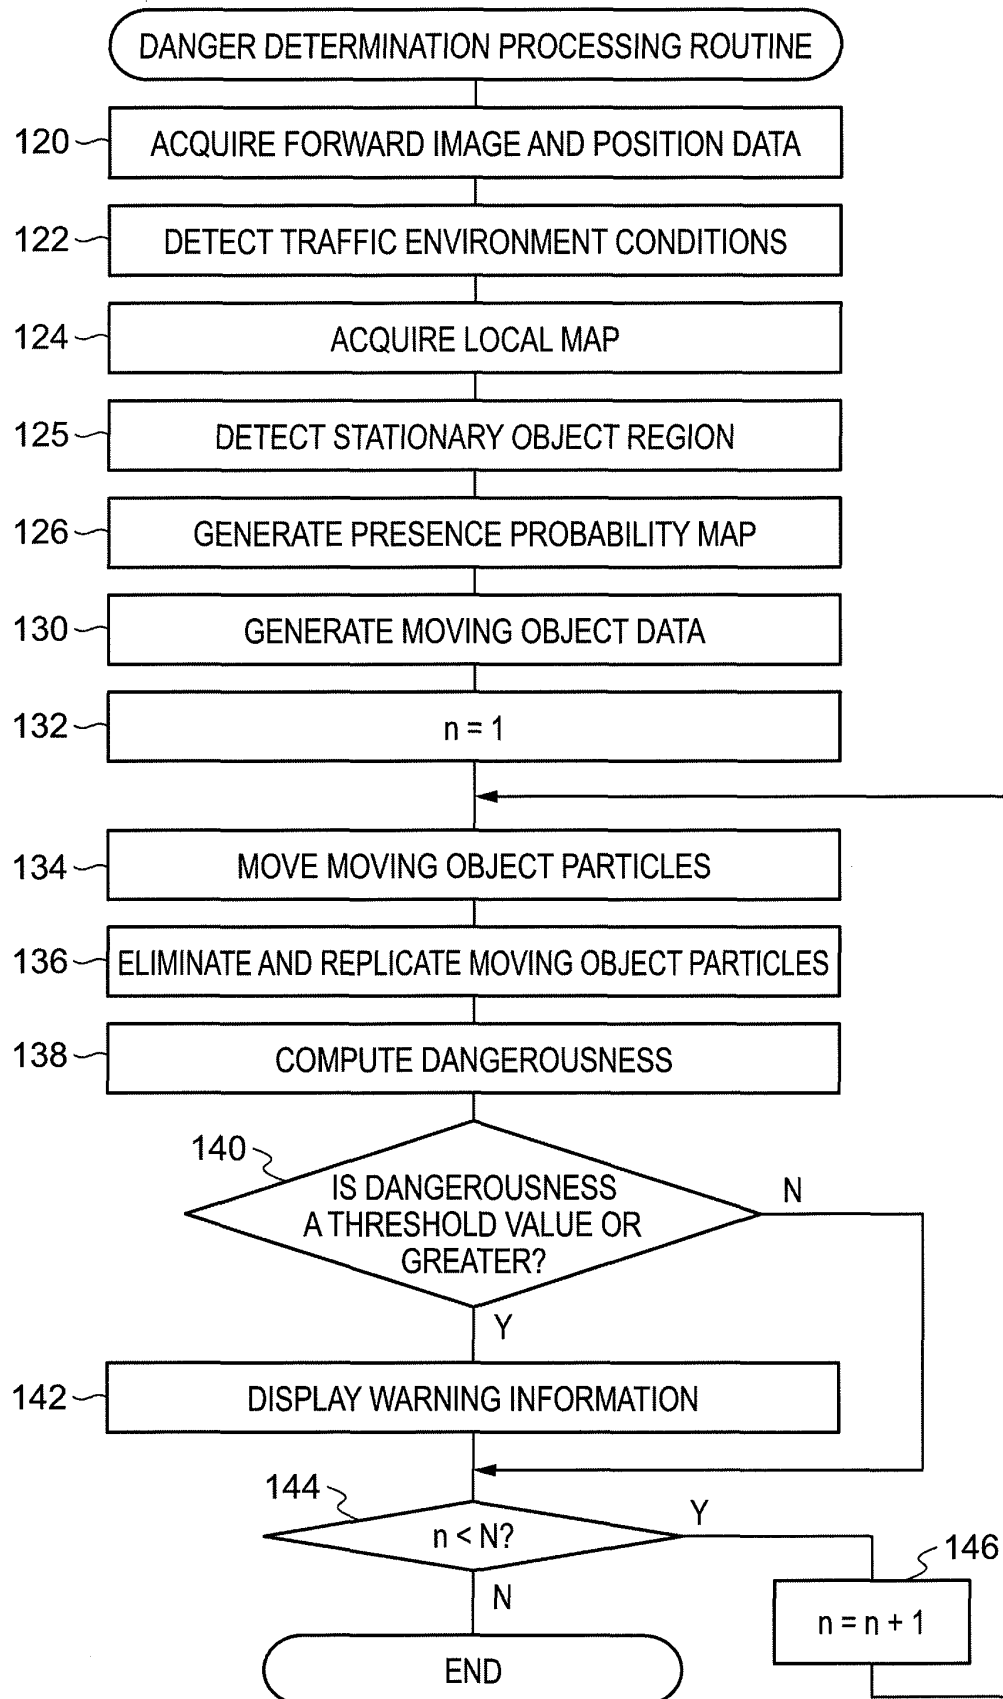 DANGER DETERMINATION PROCESSING ROUTINE
120 ACQUIRE FORWARD IMAGE AND POSITION DATA
122 DETECT TRAFFIC ENVIRONMENT CONDITIONS
124 ACQUIRE LOCAL MAP
125 DETECT STATIONARY OBJECT REGION
126 GENERATE PRESENCE PROBABILITY MAP
130 GENERATE MOVING OBJECT DATA
132 n = 1
134 MOVE MOVING OBJECT PARTICLES
136 ELIMINATE AND REPLICATE MOVING OBJECT PARTICLES
138 COMPUTE DANGEROUSNESS
140
IS DANGEROUSNESS
A THRESHOLD VALUE OR
GREATER?
N
Y
142 DISPLAY WARNING INFORMATION
144
n < N?
Y
N
146
n = n + 1
END